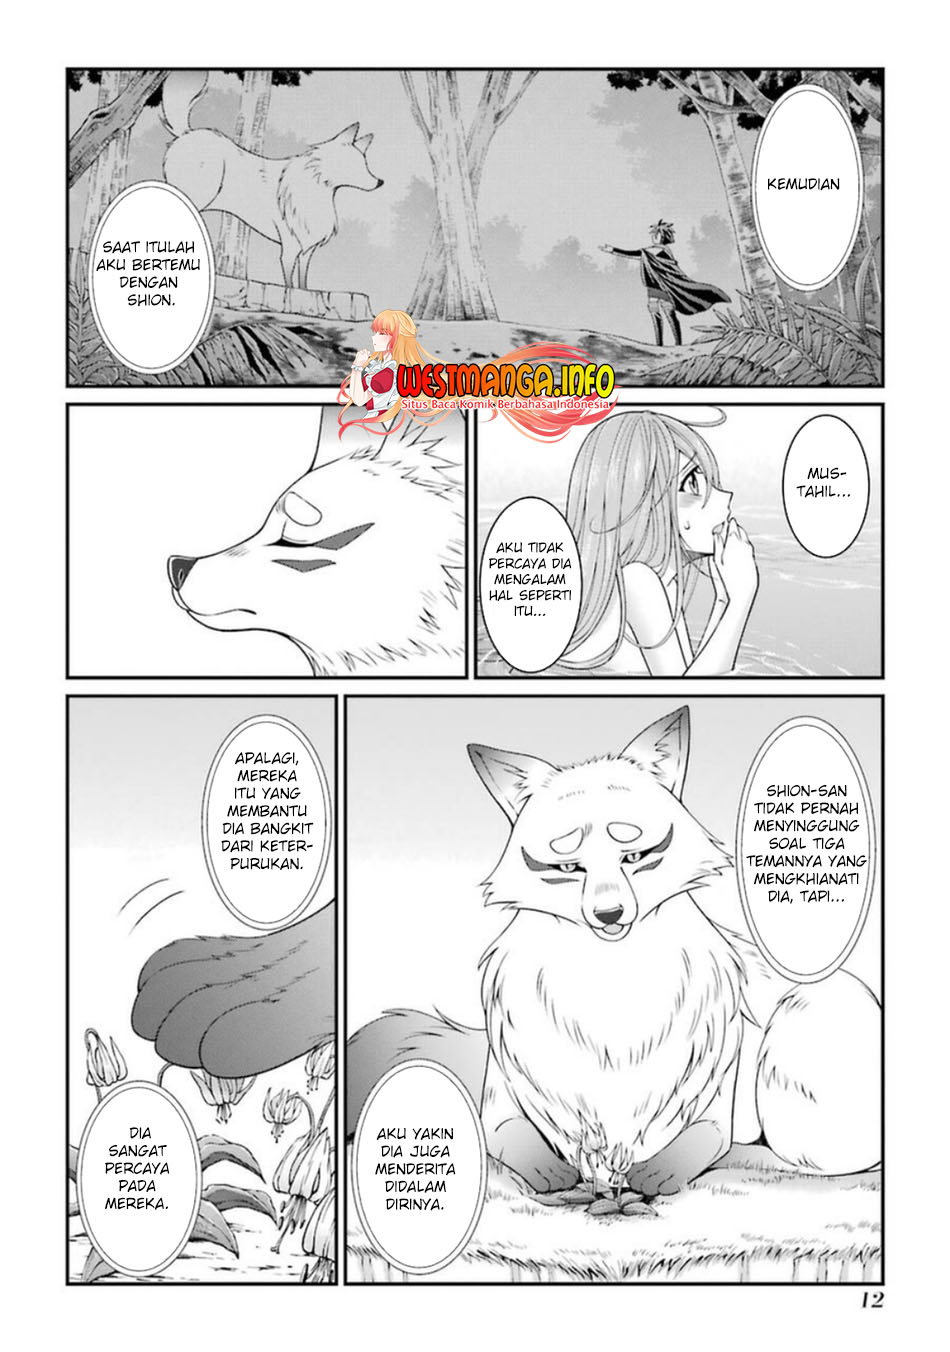 KEMUDIAN
SAAT ITULAH
AKU BERTEMU
DENGAN
SHION.
WESTMANGA.INFO
Situs Baca Komik Berbahasa Indonesia
MUS-
TAHIL...
AKU TIDAK
PERCAYA DIA
MENGALAM
HAL SEPERTI
ITU...
SHION-SAN
TIDAK PERNAH
MENYINGGUNG
SOAL TIGA
TEMANNYA YANG
MENGKHIANATI
DIA, TAPI...
AKU YAKIN
DIA JUGA
MENDERITA
DIDALAM
DIRINYA.
APALAGI,
MEREKA
ITU YANG
MEMBANTU
DIA BANGKIT
DARI KETER-
PURUKAN.
DIA
SANGAT
PERCAYA
PADA
MEREKA.
12